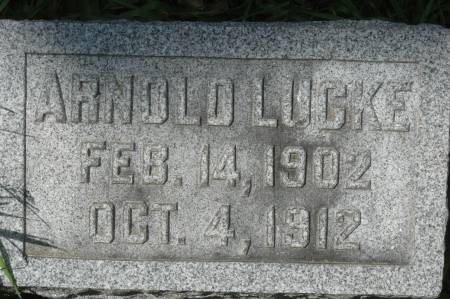 ARNOLD LUCKE
FEB. 14, 1902
OCT. 4, 1912